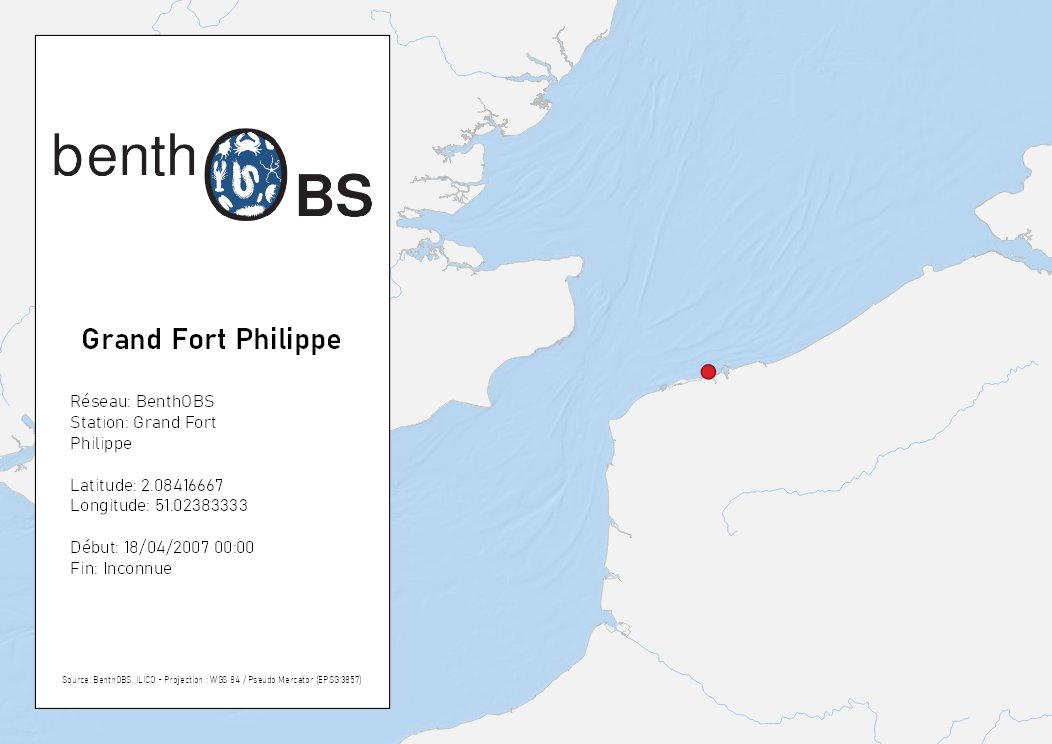 benthOBS
Grand Fort Philippe
Réseau: BenthOBS
Station: Grand Fort
Philippe
Latitude: 2.08416667
Longitude: 51.02383333
Début: 18/04/2007 00:00
Fin: Inconnue
Source: BenthOBS, ILICO - Projection : WGS 84 / Pseudo Mercator (EPSG:3857)